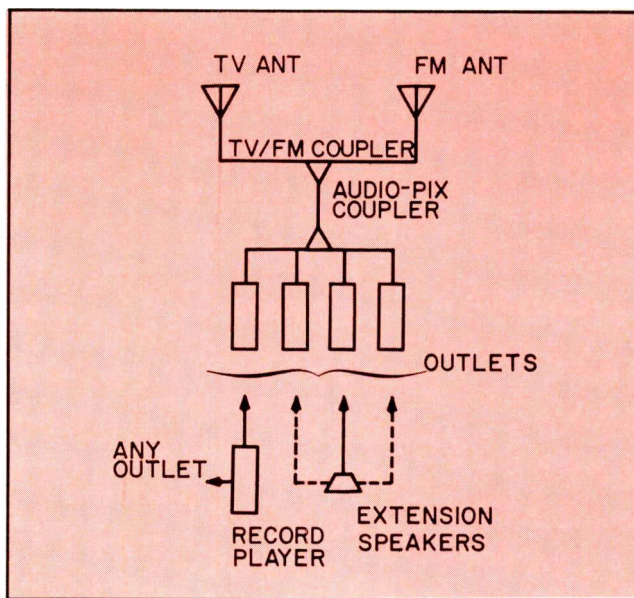 TV ANT
FM ANT
TV/FM COUPLER
AUDIO-PIX
COUPLER
OUTLETS
ANY
OUTLET
RECORD
PLAYER
EXTENSION
SPEAKERS